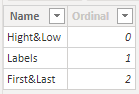 Name Ordinal
Hight&Low 0
Labels 1
First&Last 2